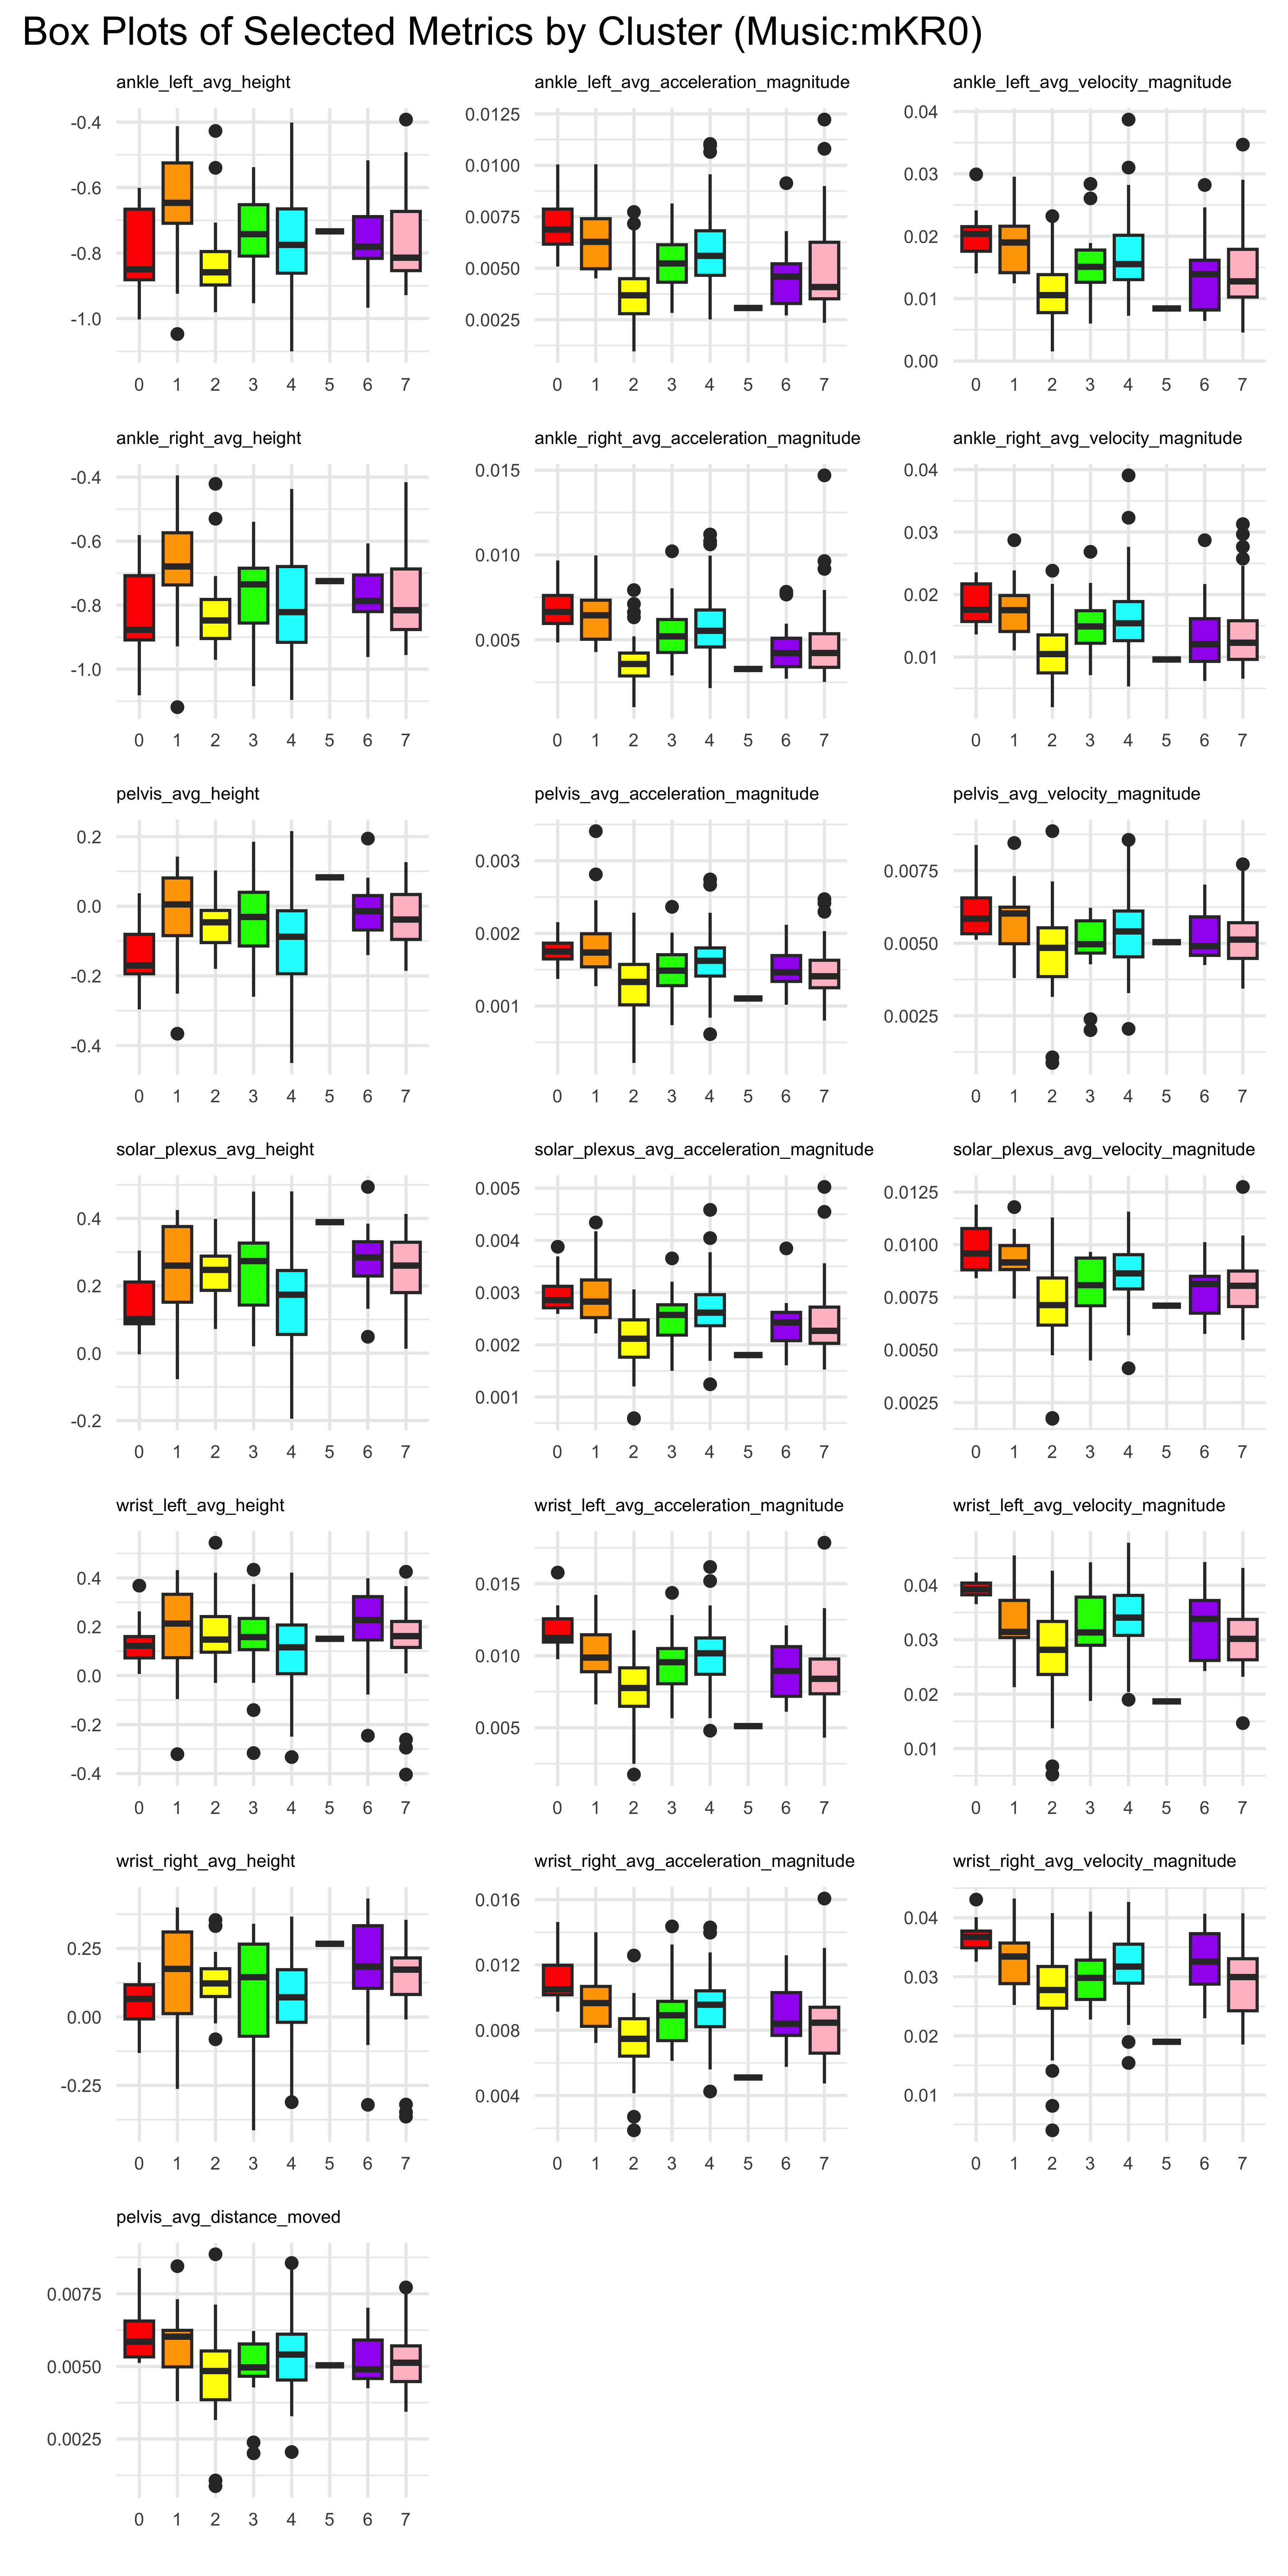 Box Plots of Selected Metrics by Cluster (Music:mKR0)
ankle_left_avg_height
-0.4
-0.6
-0.8
-1.0
0 1 2 3 4 5 6 7
ankle_left_avg_acceleration_magnitude
0.0125
0.0100
0.0075
0.0050
0.0025
0 1 2 3 4 5 6 7
ankle_left_avg_velocity_magnitude
0.04
0.03
0.02
0.01
0.00
0 1 2 3 4 5 6 7
ankle_right_avg_height
-0.4
-0.6
-0.8
-1.0
0 1 2 3 4 5 6 7
ankle_right_avg_acceleration_magnitude
0.015
0.010
0.005
0 1 2 3 4 5 6 7
ankle_right_avg_velocity_magnitude
0.04
0.03
0.02
0.01
0 1 2 3 4 5 6 7
pelvis_avg_height
0.2
0.0
-0.2
-0.4
0 1 2 3 4 5 6 7
pelvis_avg_acceleration_magnitude
0.003
0.002
0.001
0 1 2 3 4 5 6 7
pelvis_avg_velocity_magnitude
0.0075
0.0050
0.0025
0 1 2 3 4 5 6 7
solar_plexus_avg_height
0.4
0.2
0.0
-0.2
0 1 2 3 4 5 6 7
solar_plexus_avg_acceleration_magnitude
0.005
0.004
0.003
0.002
0.001
0 1 2 3 4 5 6 7
solar_plexus_avg_velocity_magnitude
0.0125
0.0100
0.0075
0.0050
0.0025
0 1 2 3 4 5 6 7
wrist_left_avg_height
0.4
0.2
0.0
-0.2
-0.4
0 1 2 3 4 5 6 7
wrist_left_avg_acceleration_magnitude
0.015
0.010
0.005
0 1 2 3 4 5 6 7
wrist_left_avg_velocity_magnitude
0.04
0.03
0.02
0.01
0 1 2 3 4 5 6 7
wrist_right_avg_height
0.25
0.00
-0.25
0 1 2 3 4 5 6 7
wrist_right_avg_acceleration_magnitude
0.016
0.012
0.008
0.004
0 1 2 3 4 5 6 7
wrist_right_avg_velocity_magnitude
0.04
0.03
0.02
0.01
0 1 2 3 4 5 6 7
pelvis_avg_distance_moved
0.0075
0.0050
0.0025
0 1 2 3 4 5 6 7